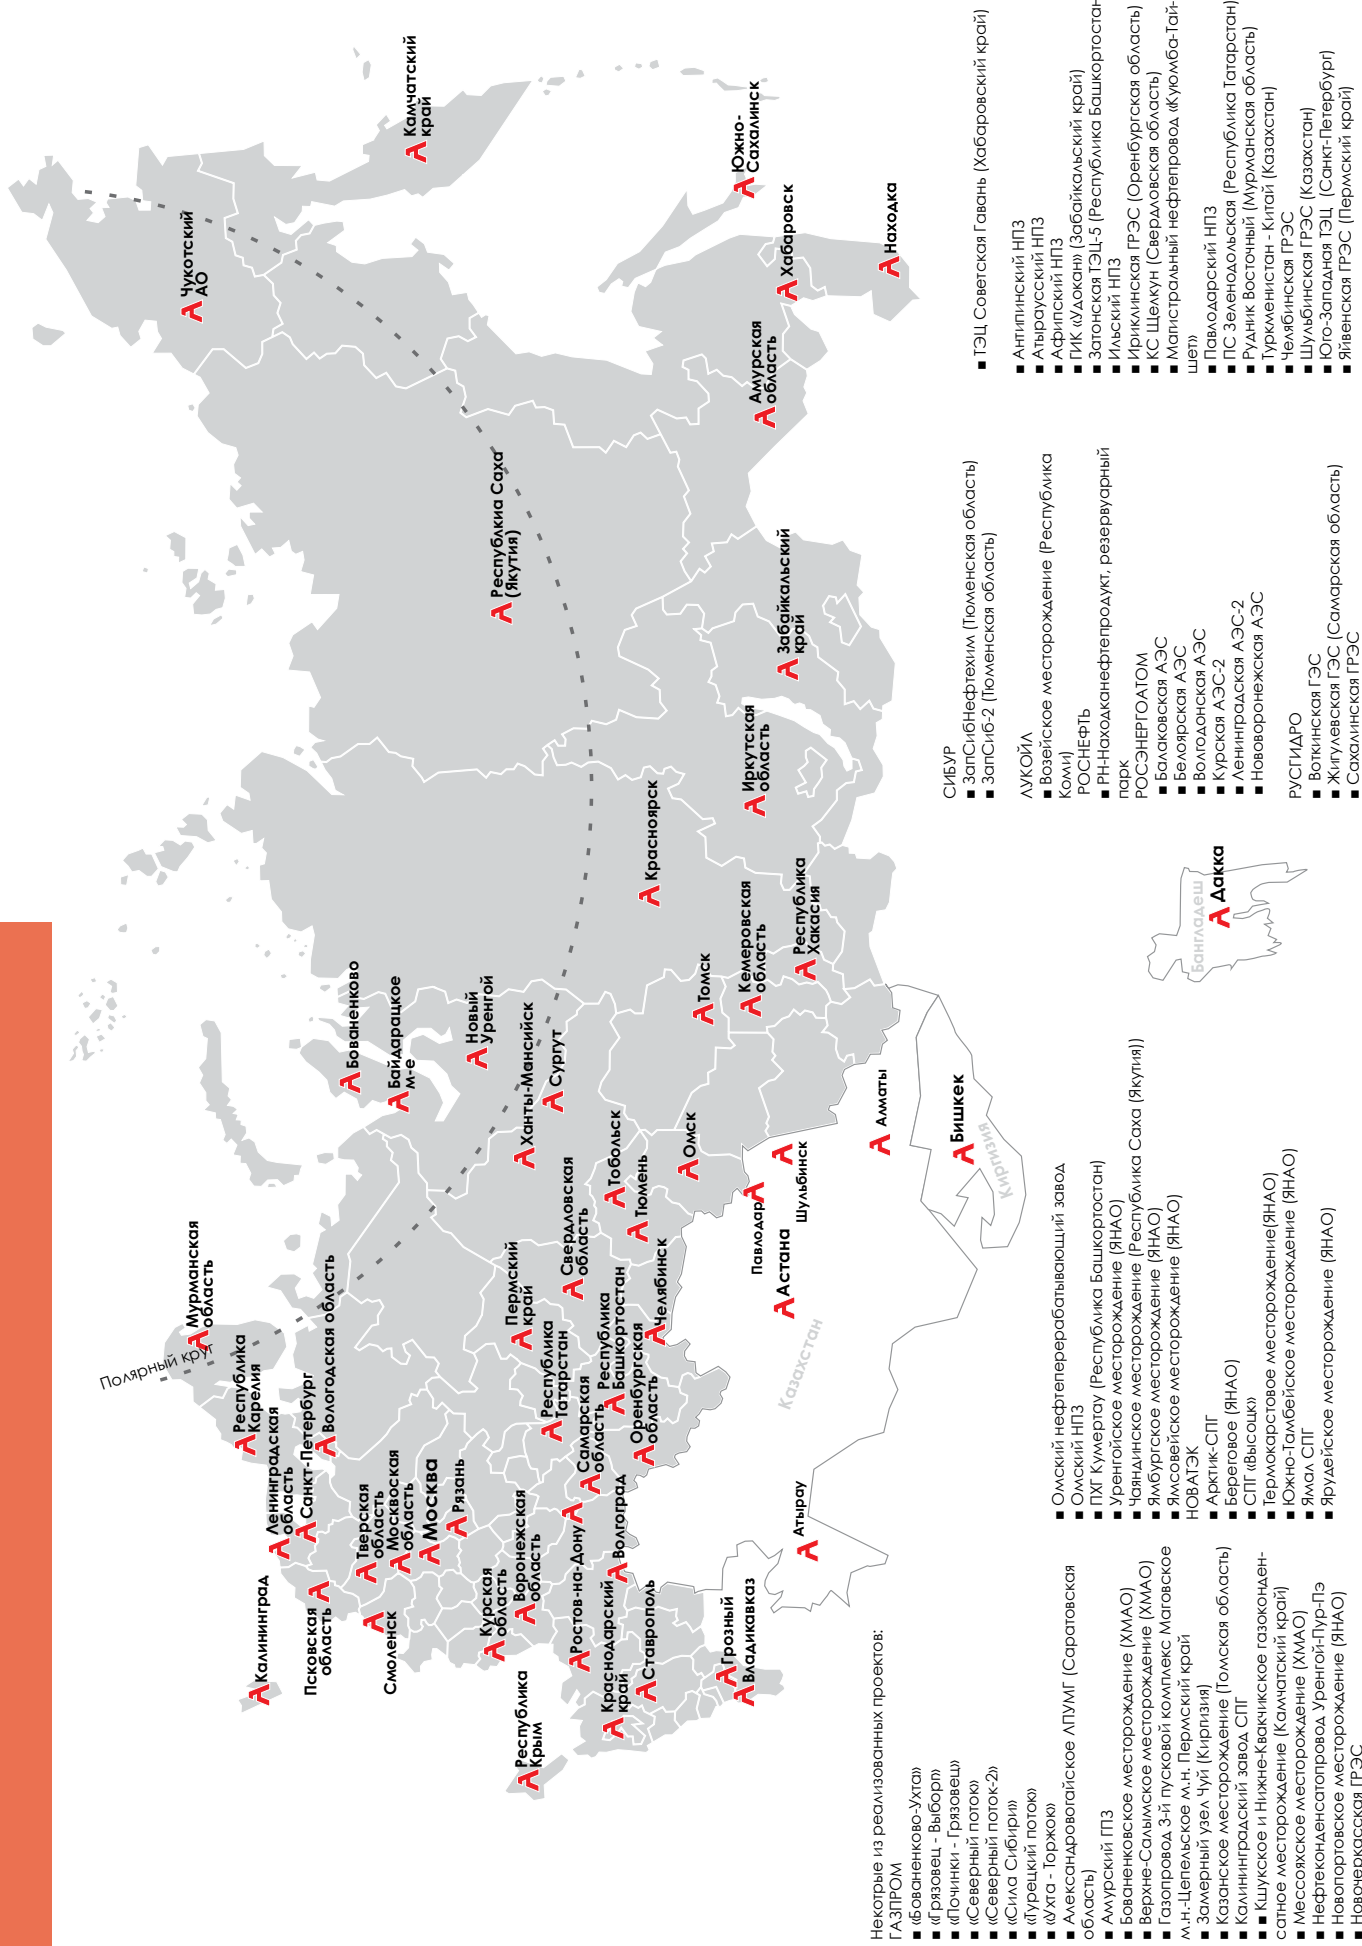 Полярный круг
Мурманская
область
Республика
Карелия
Ленинградская
область
Санкт-Петербург
Вологодская область
Калининград
Псковская
область
Смоленск
Тверская
область
Москвоская
область
Москва
Рязань
Курская
область
Воронежская
область
Республика
Крым
Ростов-на-Дону
Краснодарский
край
Ставрополь
Волгоград
Грозный
Владикавказ
Самарская
область
Республика
Татарстан
Пермский
край
Республика
Башкортостан
Оренбургская
область
Свердловская
область
Челябинск
Тюмень
Тобольск
Омск
Ханты-Мансийск
Сургут
Новый
Уренгой
Байдарацкое
м-е
Бованенково
Томск
Кемеровская
область
Республика
Хакасия
Красноярск
Иркутская
область
Забайкальский
край
Республкиа Саха
(Якутия)
Амурская
область
Хабаровск
Находка
Южно-
Сахалинск
Камчатский
край
Чукотский
АО
Казахстан
Атырау
Астана
Павлодар
Шульбинск
Алматы
Киргизия
Бишкек
Бангладеш
Дакка
Некотрые из реализованных проектов:
ГАЗПРОМ
■ «Бованенково-Ухта»
■ «Грязовец - Выборг»
■ «Починки - Грязовец»
■ «Северный поток»
■ «Северный поток-2»
■ «Сила Сибири»
■ «Турецкий поток»
■ «Ухта - Торжок»
■ Александровогайское ЛПУМГ (Саратовская
область)
■ Амурский ГПЗ
■ Бованенковское месторождение (ХМАО)
■ Верхне-Салымское месторождение (ХМАО)
■ Газопровод 3-й пусковой комплекс Маговское
м.н.-Цепельское м.н. Пермский край
■ Замерный узел Чуй (Киргизия)
■ Казанское месторождение (Томская область)
■ Калининградский завод СПГ
■ Кшукское и Нижне-Квакчикское газоконден-
сатное месторождение (Камчатский край)
■ Мессояхское месторождение (ХМАО)
■ Нефтеконденсатопровод Уренгой-Пур-Пэ
■ Новопортовское месторождение (ЯНАО)
■ Новочеркасская ГРЭС
■ Омский нефтеперерабатывающий завод
■ Омский НПЗ
■ ПХГ Кумертау (Республика Башкортостан)
■ Уренгойское месторождение (ЯНАО)
■ Чаяндинское месторождение (Республика Саха (Якутия))
■ Ямбургское месторождение (ЯНАО)
■ Ямсовейское месторождение (ЯНАО)
НОВАТЭК
■ Арктик-СПГ
■ Береговое (ЯНАО)
■ СПГ «Высоцк»
■ Термокарстовое месторождение(ЯНАО)
■ Южно-Тамбейское месторождение (ЯНАО)
■ Ямал СПГ
■ Ярудейское месторождение (ЯНАО)
СИБУР
■ ЗапСибНефтехим (Тюменская область)
■ ЗапСиб-2 (Тюменская область)
ЛУКОЙЛ
■ Возейское месторождение (Республика
Коми)
РОСНЕФТЬ
■ РН-Находканефтепродукт, резервуарный
парк
РОСЭНЕРГОАТОМ
■ Балаковская АЭС
■ Белоярская АЭС
■ Волгодонская АЭС
■ Курская АЭС-2
■ Ленинградская АЭС-2
■ Нововоронежская АЭС
РУСГИДРО
■ Воткинская ГЭС
■ Жигулевская ГЭС (Самарская область)
■ Сахалинская ГРЭС
■ ТЭЦ Советская Гавань (Хабаровский край)
■ Антипинский НПЗ
■ Атырауусский НПЗ
■ Афипский НПЗ
■ ГИК «Удокан» (Забайкальский край)
■ Затонская ТЭЦ-5 (Республика Башкортостан
■ Ильский НПЗ
■ Ириклинская ГРЭС (Оренбургская область)
■ КС Щелкун (Свердловская область)
■ Магистральный нефтепровод «Куюмба-Тай-
шет»
■ Павлодарский НПЗ
■ ПС Зеленодольская (Республика Татарстан)
■ Рудник Восточный (Мурманская область)
■ Туркменистан - Китай (Казахстан)
■ Челябинская ГРЭС
■ Шульбинская ГРЭС (Казахстан)
■ Юго-Западная ТЭЦ (Санкт-Петербург)
■ Яйвенская ГРЭС (Пермский край)